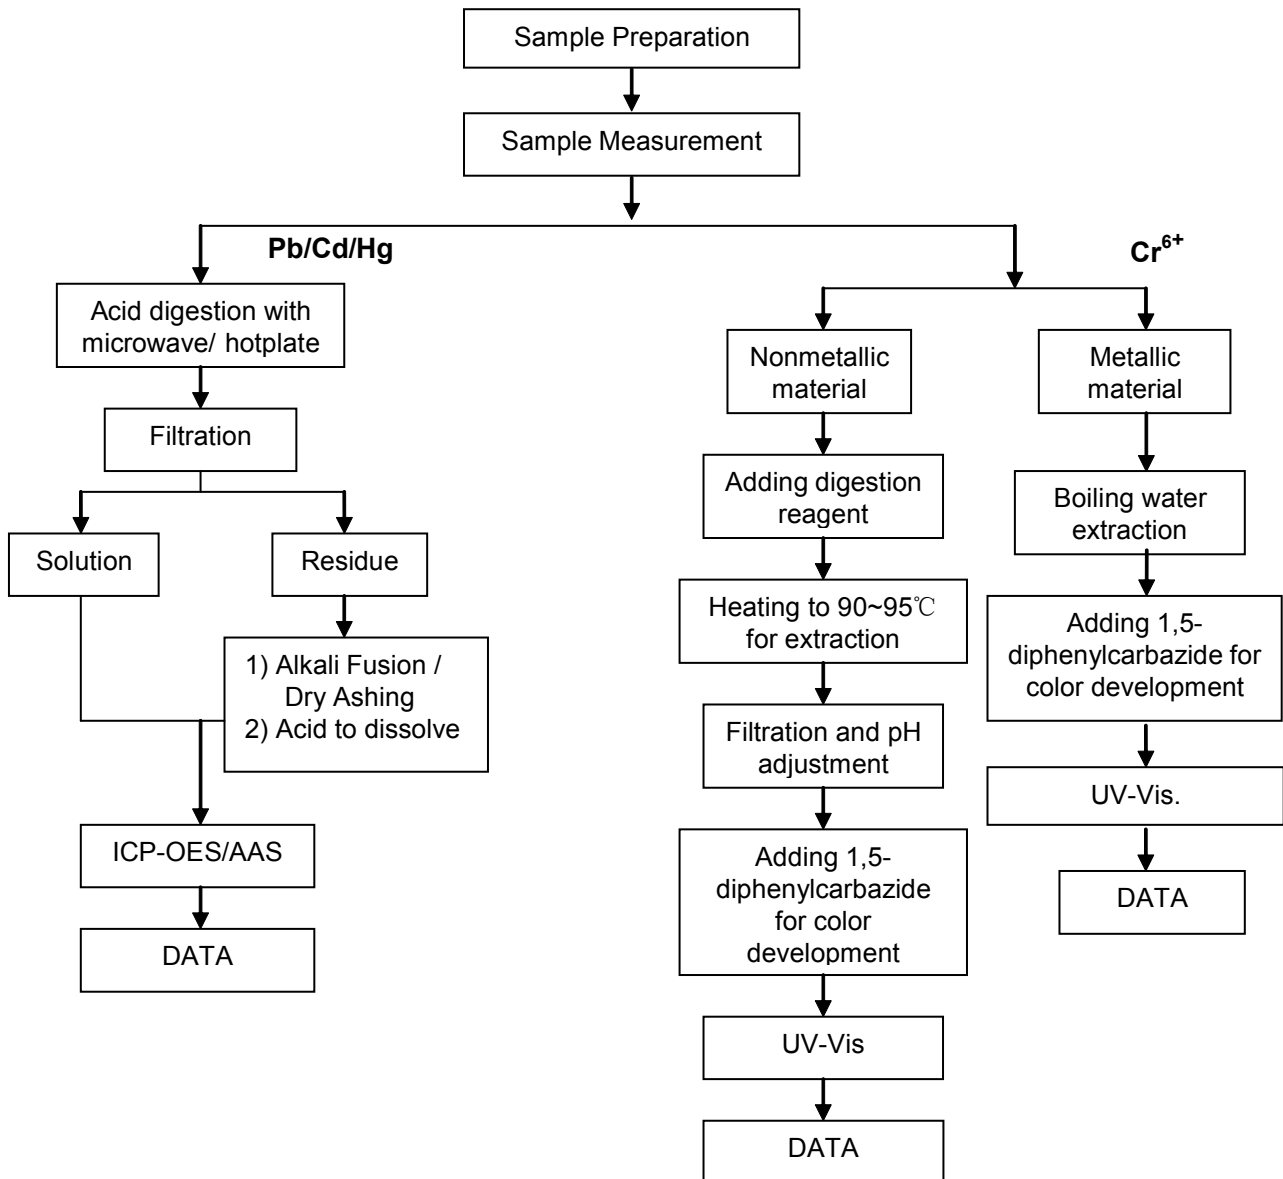 Sample Preparation
Sample Measurement
Pb/Cd/Hg
Cr6+
Acid digestion with
microwave/ hotplate
Filtration
Solution
Residue
1) Alkali Fusion /
Dry Ashing
2) Acid to dissolve
ICP-OES/AAS
DATA
Nonmetallic
material
Adding digestion
reagent
Heating to 90~95℃
for extraction
Filtration and pH
adjustment
Adding 1,5-
diphenylcarbazide
for color
development
UV-Vis
DATA
Metallic
material
Boiling water
extraction
Adding 1,5-
diphenylcarbazide for
color development
UV-Vis.
DATA